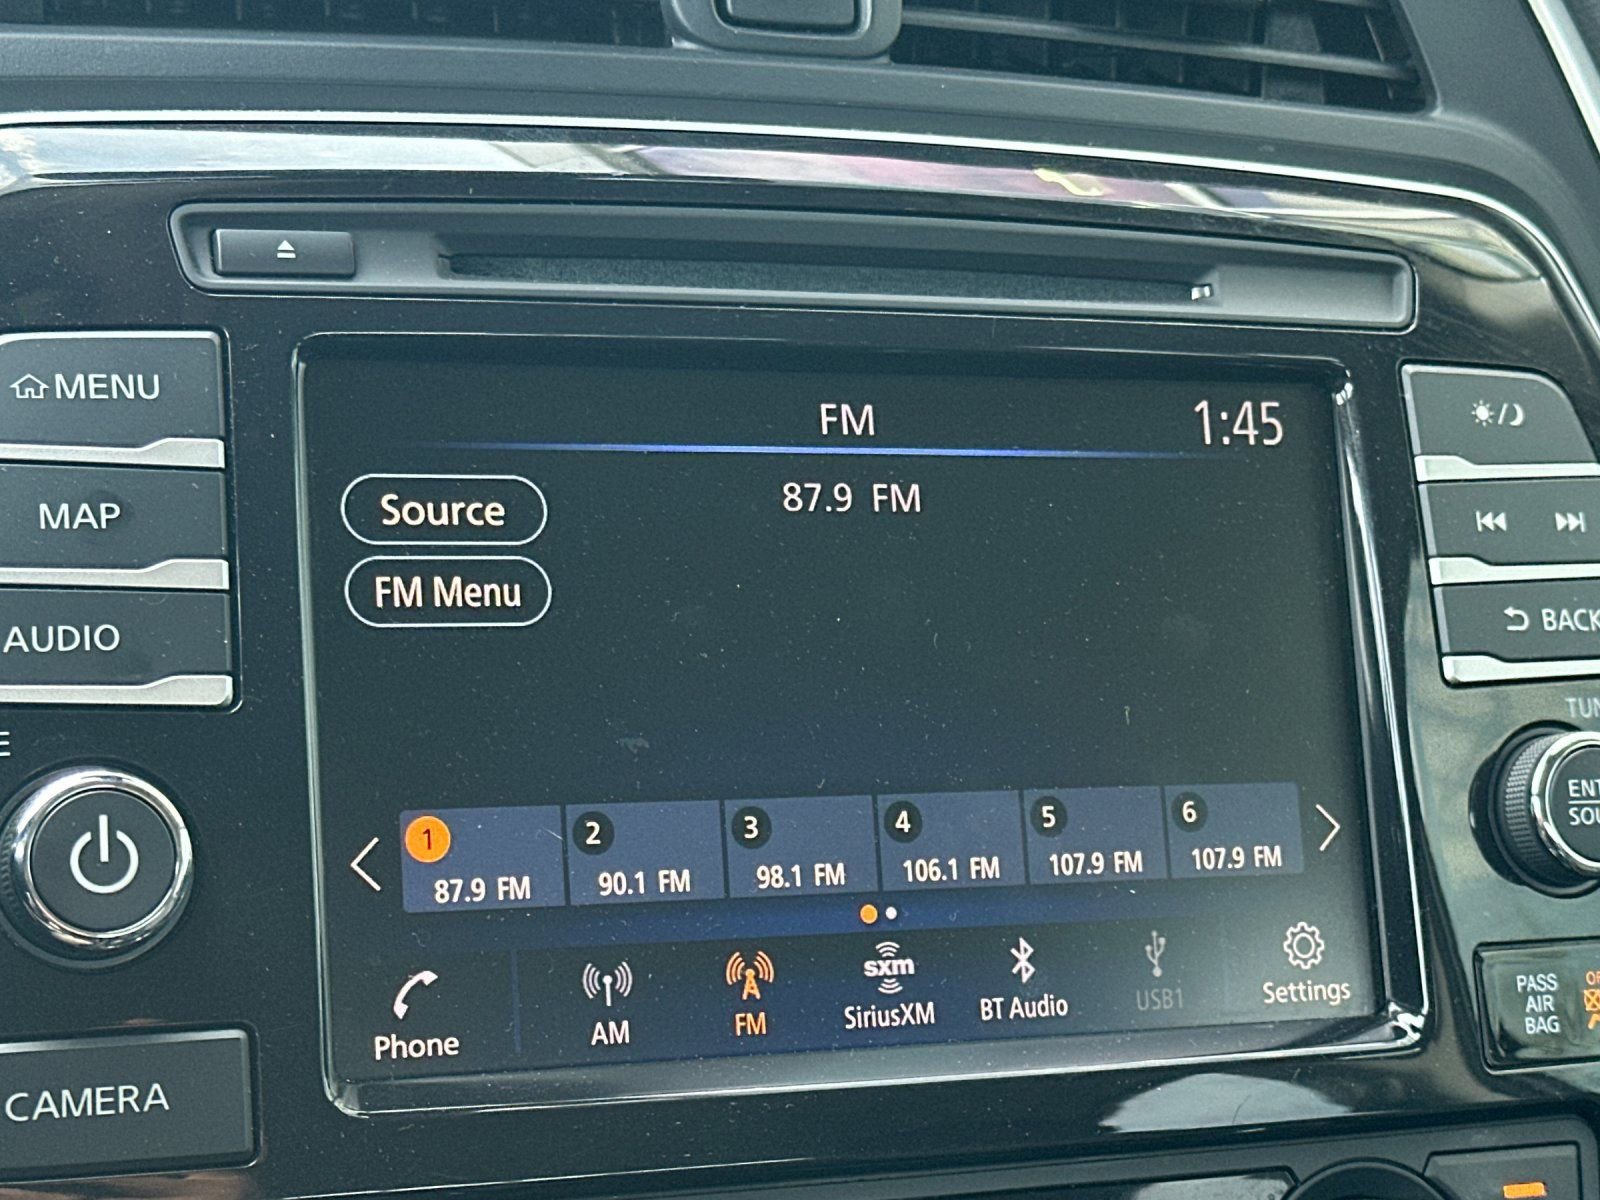 MENU
MAP
AUDIO
CAMERA
FM
1:45
Source
87.9 FM
FM Menu
1
87.9 FM
2
90.1 FM
3
98.1 FM
4
106.1 FM
5
107.9 FM
6
107.9 FM
Phone
AM
FM
sxm
SiriusXM
BT Audio
USB1
Settings
BACK
PASS
AIR
BAG